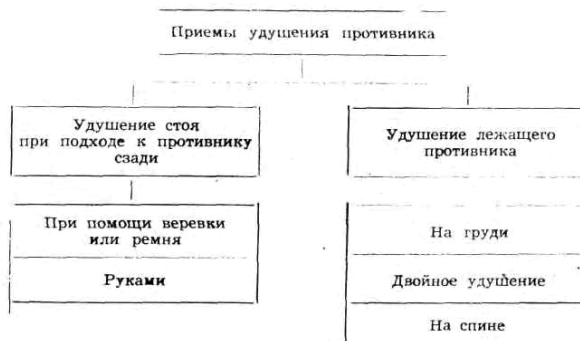 Приемы удушения противника
Удушение стоя
при подходе к противнику
сзади
Удушение лежащего
противника
При помощи веревки
или ремня
Руками
На груди
Двойное удушение
На спине